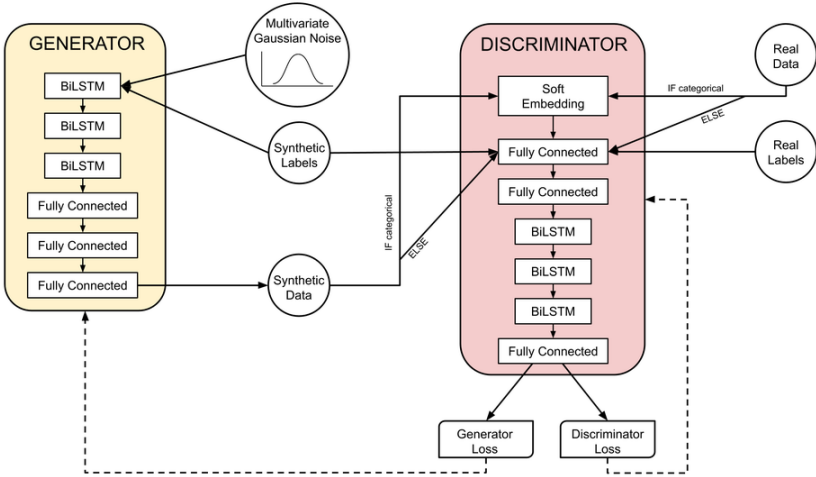 GENERATOR
BiLSTM
BiLSTM
BiLSTM
Fully Connected
Fully Connected
Fully Connected
Multivariate
Gaussian Noise
Synthetic
Labels
Synthetic
Data
IF categorical
ELSE
DISCRIMINATOR
Soft
Embedding
Fully Connected
Fully Connected
BiLSTM
BiLSTM
BiLSTM
Fully Connected
IF categorical
ELSE
Real
Data
Real
Labels
Generator
Loss
Discriminator
Loss